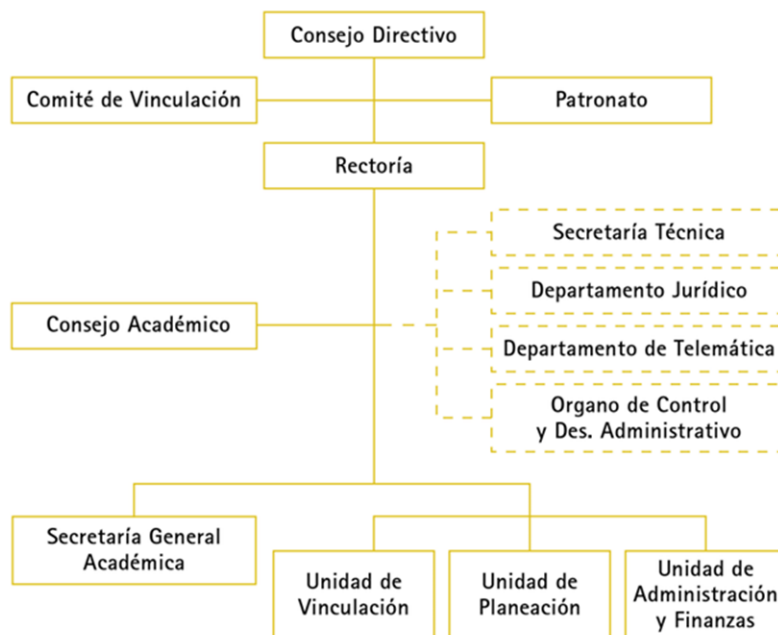 Consejo Directivo
Comité de Vinculación
Patronato
Rectoría
Secretaría Técnica
Departamento Jurídico
Consejo Académico
Departamento de Telemática
Organo de Control
y Des. Administrativo
Secretaría General
Académica
Unidad de
Vinculación
Unidad de
Planeación
Unidad de
Administración
y Finanzas